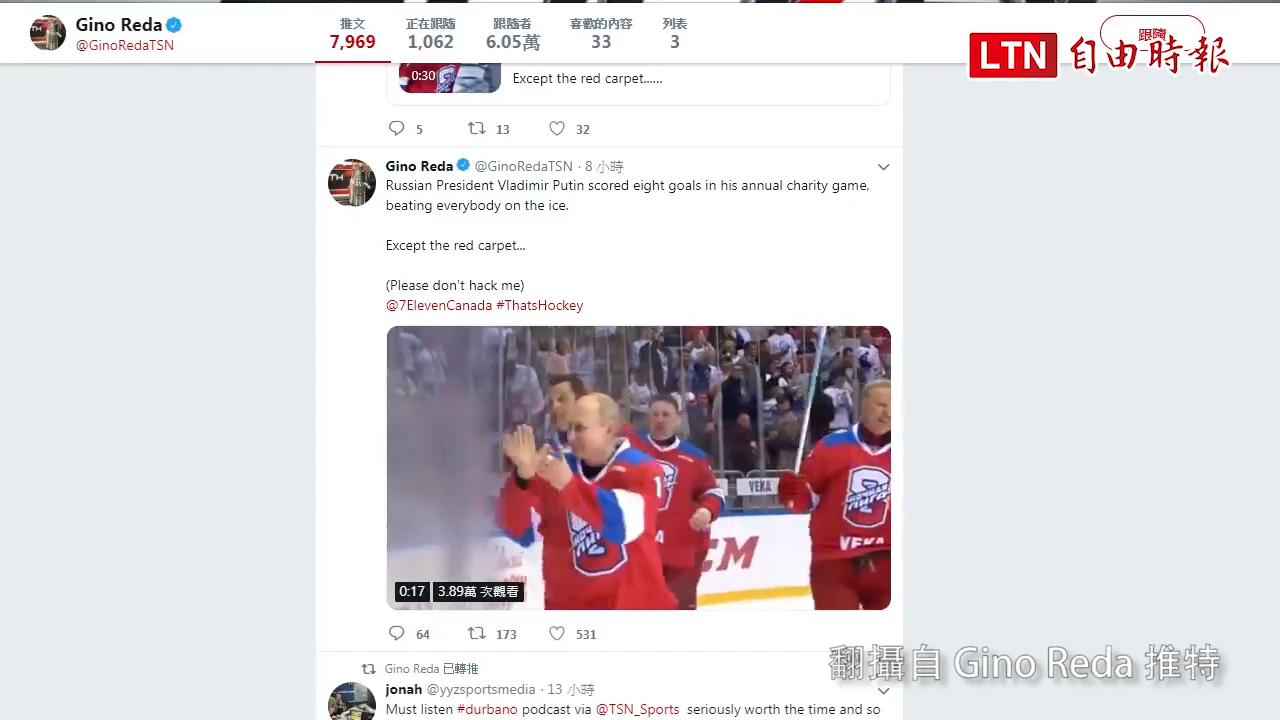 Gino Reda
@GinoRedaTSN
推文 正在跟隨 跟隨者 喜歡的內容 列表
7,969 1,062 6.05萬 33 3
跟隨
LTN 自由時報
0:30
Except the red carpet......
5 13 32
Gino Reda @GinoRedaTSN · 8 小時
Russian President Vladimir Putin scored eight goals in his annual charity game,
beating everybody on the ice.
Except the red carpet...
(Please don't hack me)
@7ElevenCanada #ThatsHockey
1
VEKA
НОЧНАЯ
ЛИГА
VEKA
0:17 3.89萬 次觀看
64 173 531
Gino Reda 已轉推
翻攝自 Gino Reda 推特
jonah @yyzsportsmedia · 13 小時
Must listen #durbano podcast via @TSN_Sports seriously worth the time and so